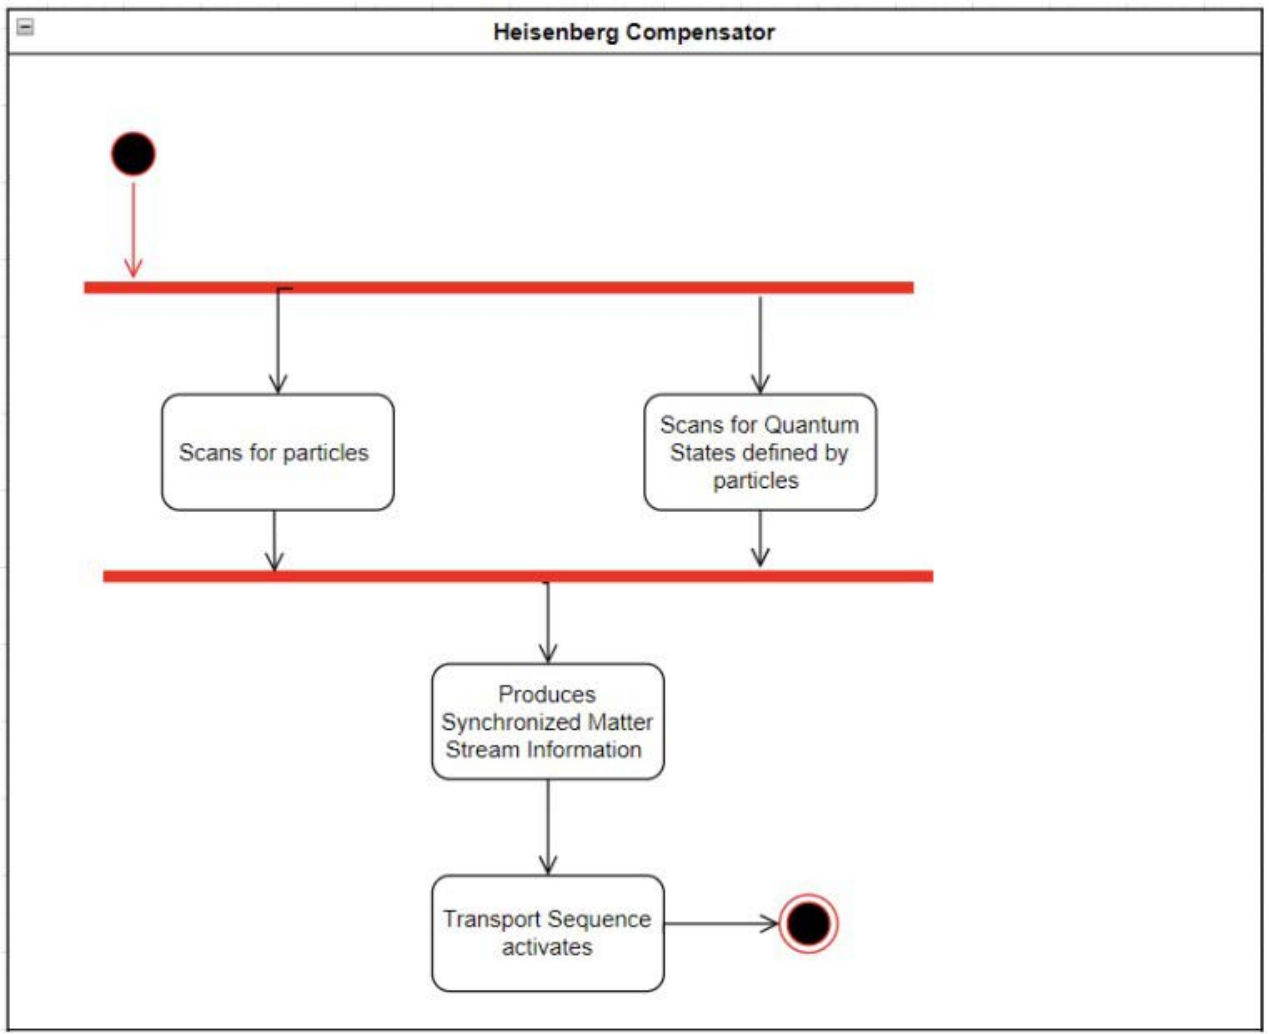 Heisenberg Compensator
Scans for particles
Scans for Quantum
States defined by
particles
Produces
Synchronized Matter
Stream Information
Transport Sequence
activates